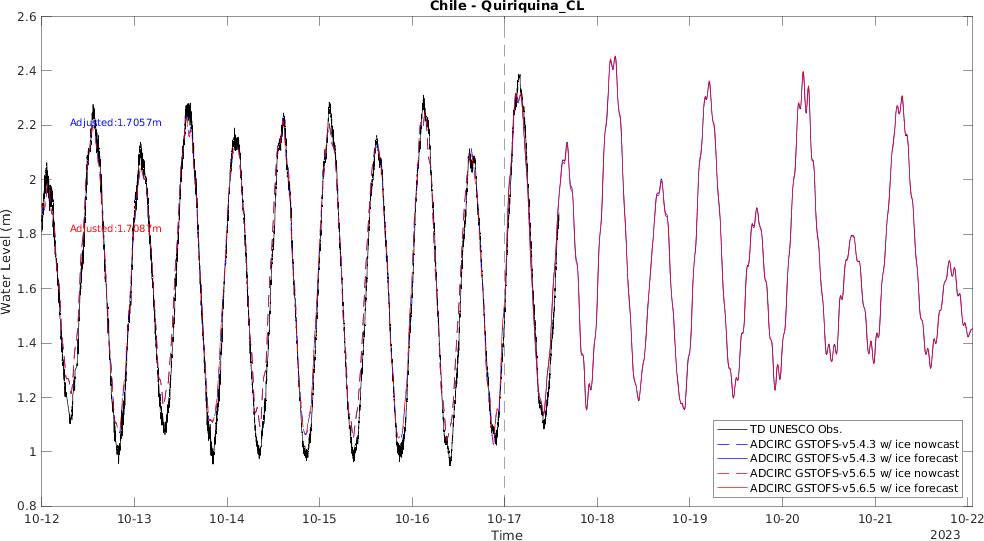 Chile - Quiriquina_CL
2.6
2.4
2.2
2
1.8
1.6
1.4
1.2
1
0.8
Water Level (m)
Adjusted:1.7057m
Adjusted:1.7087m
TD UNESCO Obs.
ADCIRC GSTOFS-v5.4.3 w/ ice nowcast
ADCIRC GSTOFS-v5.4.3 w/ ice forecast
ADCIRC GSTOFS-v5.6.5 w/ ice nowcast
ADCIRC GSTOFS-v5.6.5 w/ ice forecast
10-12 10-13 10-14 10-15 10-16 10-17 10-18 10-19 10-20 10-21 10-22
Time
2023